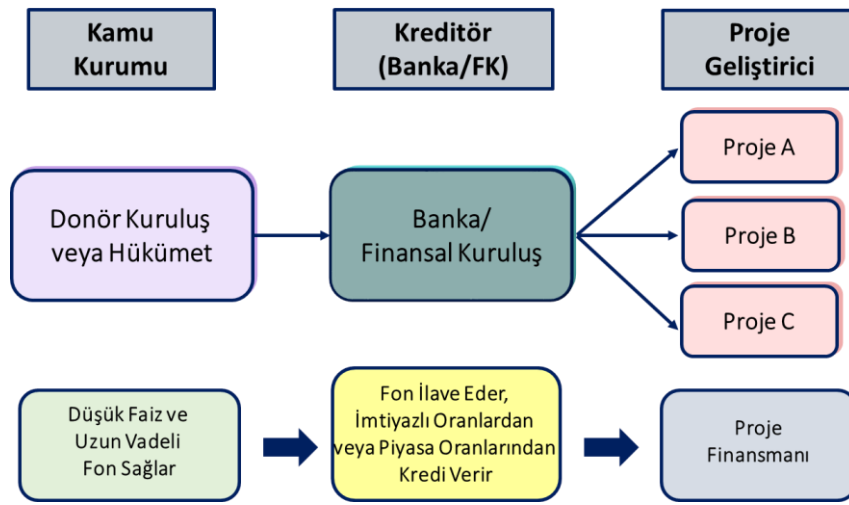 Kamu
Kurumu
Kreditör
(Banka/FK)
Proje
Geliştirici
Donör Kuruluş
veya Hükümet
Banka/
Finansal Kuruluş
Proje A
Proje B
Proje C
Düşük Faiz ve
Uzun Vadeli
Fon Sağlar
Fon İlave Eder,
İmtiyazlı Oranlardan
veya Piyasa Oranlarından
Kredi Verir
Proje
Finansmanı